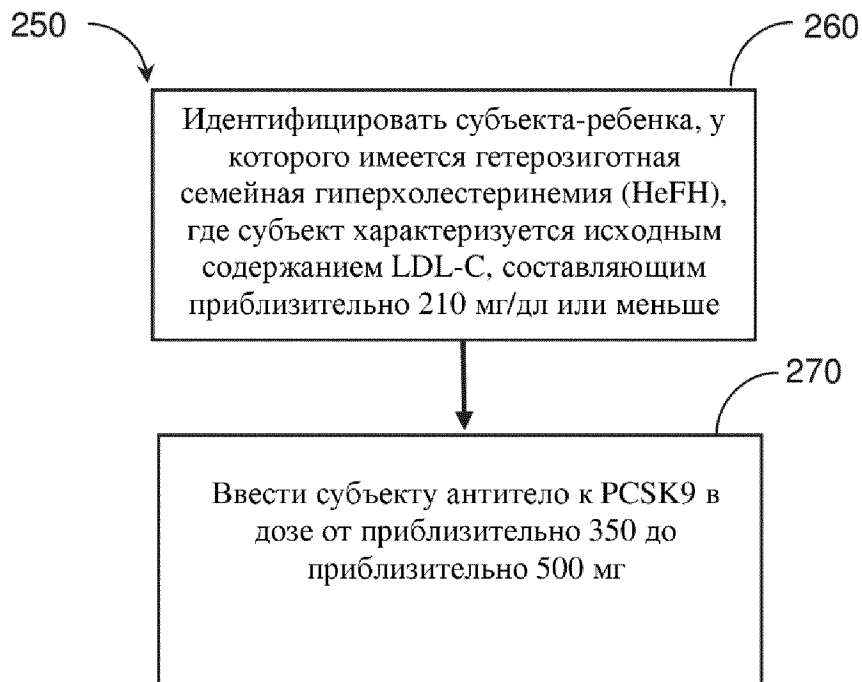 250
260
Идентифицировать субъекта-ребенка, у
которого имеется гетерозиготная
семейная гиперхолестеринемия (HeFH),
где субъект характеризуется исходным
содержанием LDL-C, составляющим
приблизительно 210 мг/дл или меньше
270
Ввести субъекту антитело к PCSK9 в
дозе от приблизительно 350 до
приблизительно 500 мг